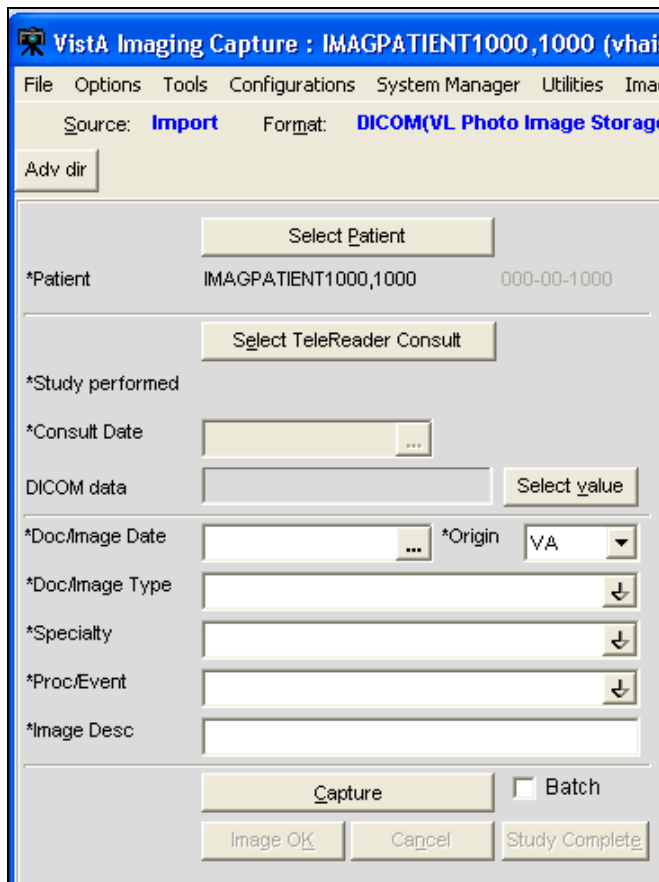 VistA Imaging Capture : IMAGPATIENT1000,1000 (vhais
File Options Tools Configurations System Manager Utilities Ima
Source: Import Format: DICOM(VL Photo Image Storage
Adv dir
Select Patient
*Patient IMAGPATIENT1000,1000 000-00-1000
Select TeleReader Consult
*Study performed
*Consult Date ...
DICOM data Select value
*Doc/Image Date ... *Origin VA
*Doc/Image Type
*Specialty
*Proc/Event
*Image Desc
Capture Batch
Image OK Cancel Study Complete